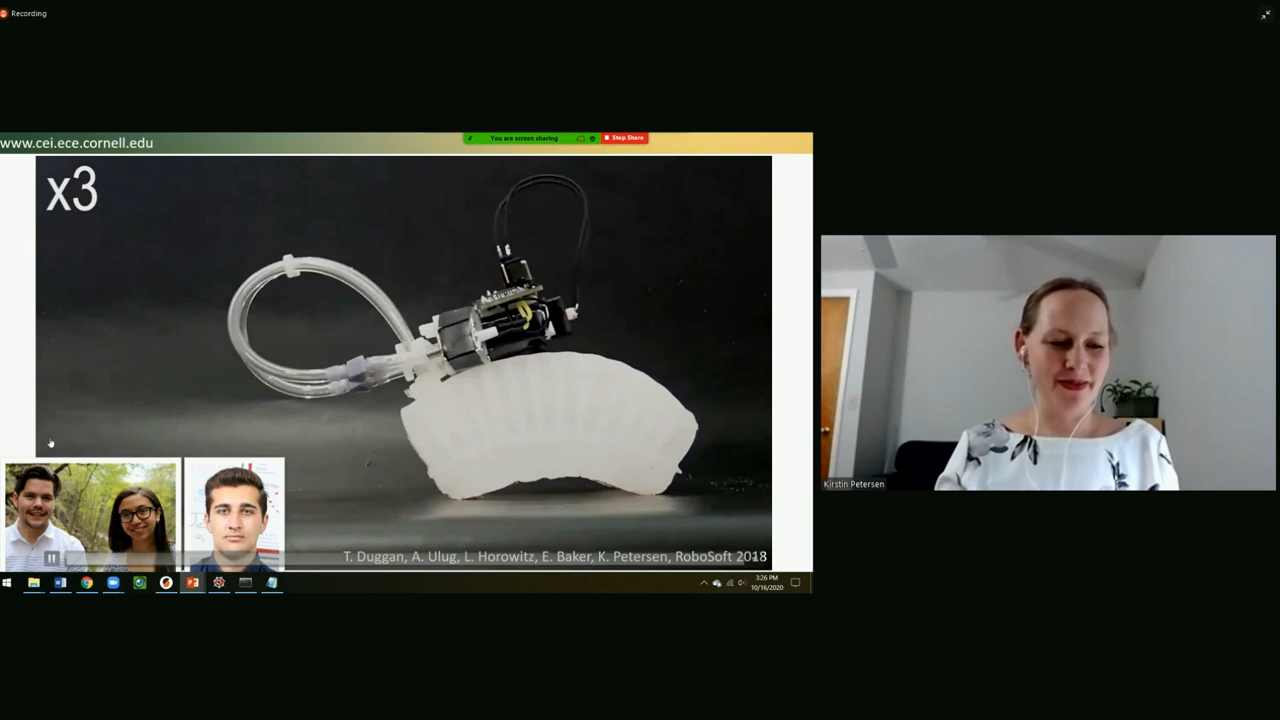 Recording
www.cei.ece.cornell.edu
You are screen sharing
Stop Share
x3
Kirstin Petersen
T. Duggan, A. Ulug, L. Horowitz, E. Baker, K. Petersen, RoboSoft 2018
3:26 PM
10/16/2020